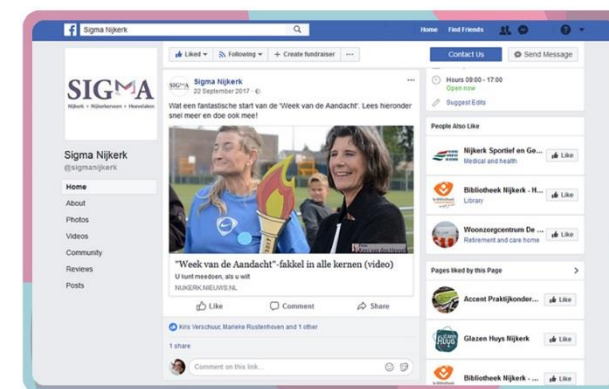 Sigma Nijkerk
Home
Find Friends
Liked
Following
+ Create fundraiser
Contact Us
Send Message
SIGMA
Nijkerk • Nijkerkerveen • Hoevelaken
Sigma Nijkerk
@sigmanijkerk
Home
About
Photos
Videos
Community
Reviews
Posts
Sigma Nijkerk
22 September 2017
Wat een fantastische start van de 'Week van de Aandacht'. Lees hieronder
snel meer en doe ook mee!
"Week van de Aandacht"-fakkel in alle kernen (video)
U kunt meedoen, als u wilt
NIJKERK.NIEUWS.NL
Like
Comment
Share
Kris Verschuur, Marieke Rustenhoven and 1 other
1 share
Comment on this link...
Hours 09:00 - 17:00
Open now
Suggest Edits
People Also Like
Nijkerk Sportief en Ge...
Medical and health
Like
Bibliotheek Nijkerk - H...
Library
Like
Woonzorgcentrum De ...
Retirement and care home
Like
Pages liked by this Page
Accent Praktijkonder...
Like
Glazen Huys Nijkerk
Like
Bibliotheek Nijkerk - ...
Like